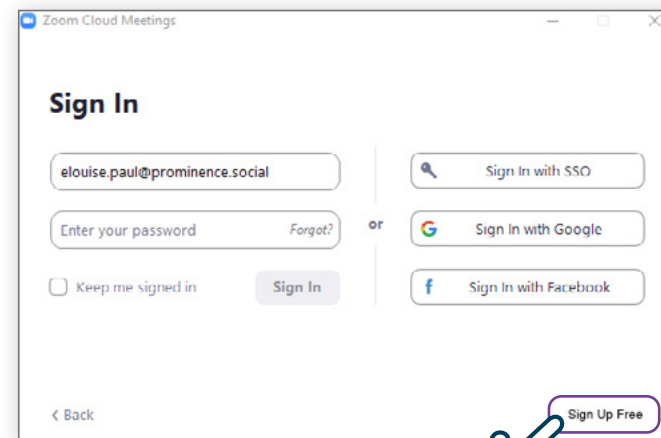 Zoom Cloud Meetings
Sign In
elouise.paul@prominence.social
Enter your password Forgot?
Keep me signed in Sign In
or
Sign In with SSO
Sign In with Google
Sign In with Facebook
< Back
Sign Up Free